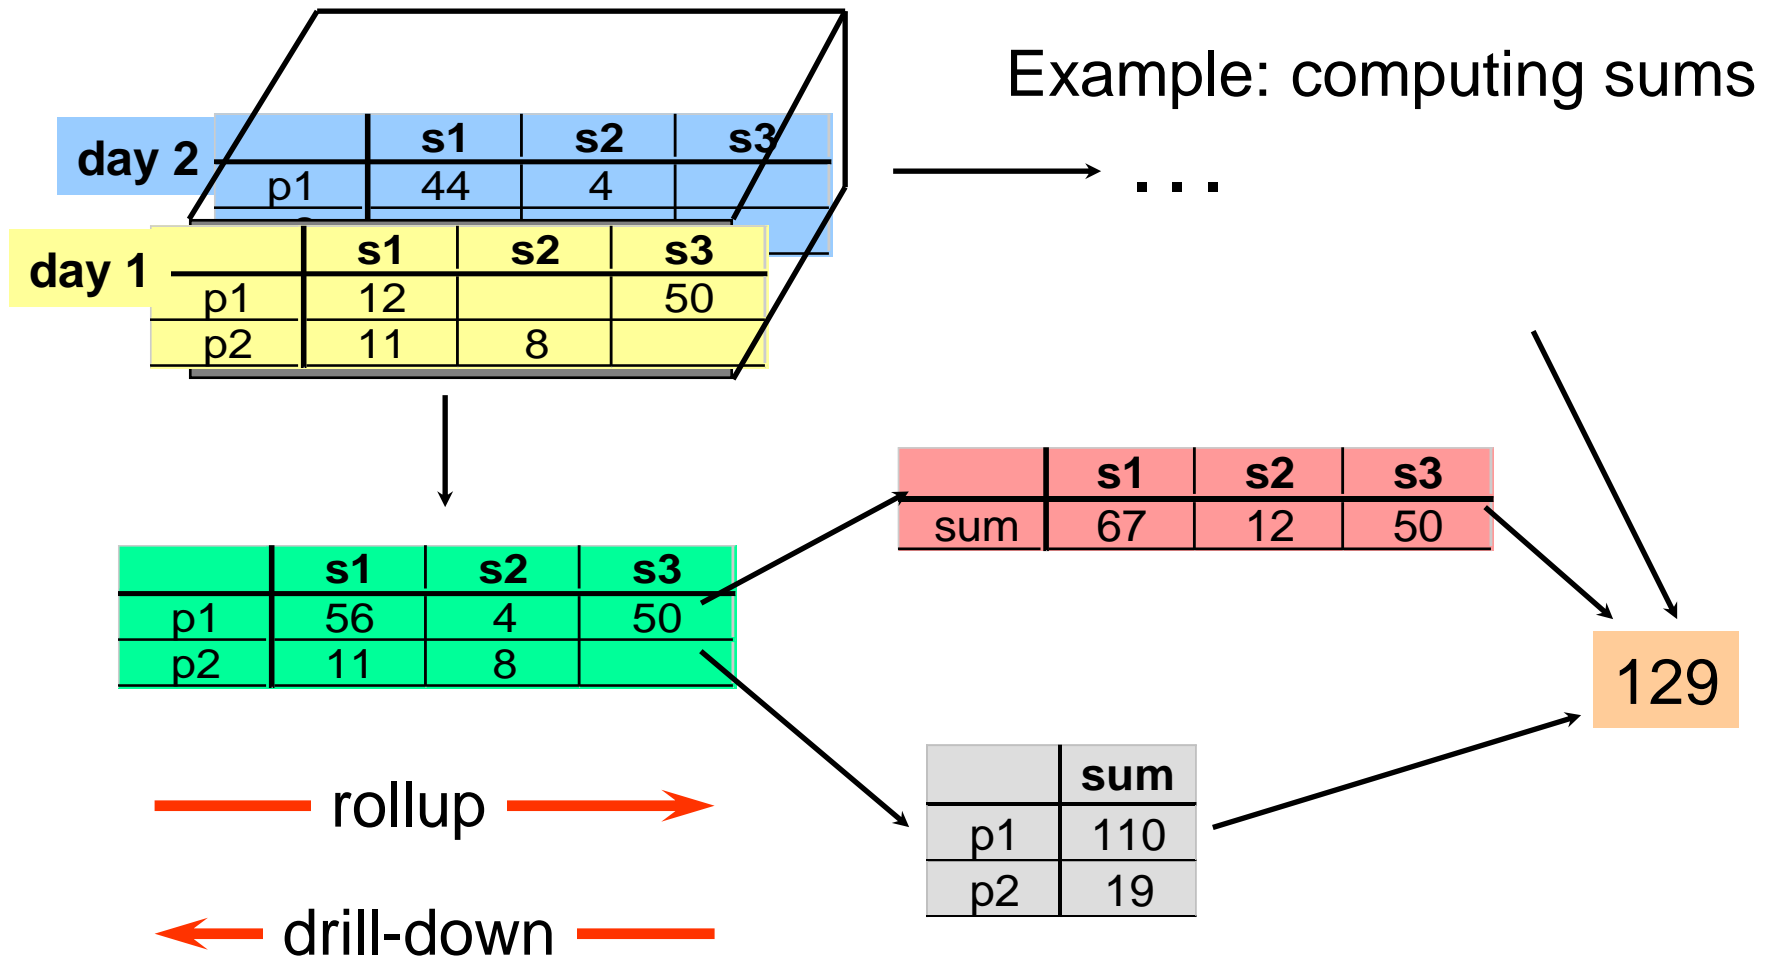 Example: computing sums
day 2
s1 s2 s3
p1 44 4
. . .
day 1
s1 s2 s3
p1 12 50
p2 11 8
s1 s2 s3
sum 67 12 50
s1 s2 s3
p1 56 4 50
p2 11 8
129
sum
p1 110
p2 19
rollup
drill-down